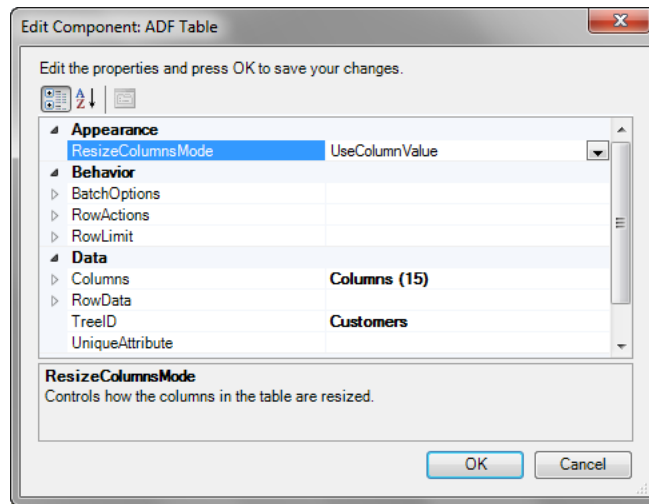 Edit Component: ADF Table
Edit the properties and press OK to save your changes.
Appearance
ResizeColumnsMode UseColumnValue
Behavior
BatchOptions
RowActions
RowLimit
Data
Columns Columns (15)
RowData
TreeID Customers
UniqueAttribute
ResizeColumnsMode
Controls how the columns in the table are resized.
OK Cancel